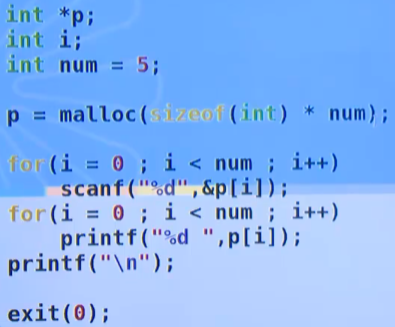 int *p;
int i;
int num = 5;
p = malloc(sizeof(int) * num);
for(i = 0 ; i < num ; i++)
scanf("%d",&p[i]);
for(i = 0 ; i < num ; i++)
printf("%d ",p[i]);
printf("\n");
exit(0);